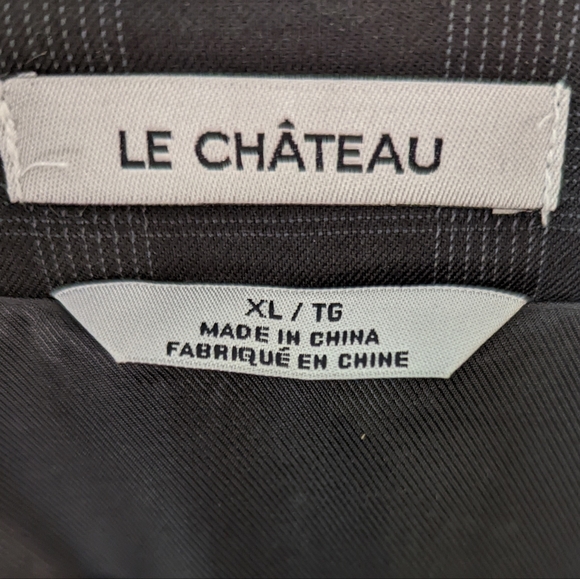 LE CHÂTEAU
XL / TG
MADE IN CHINA
FABRIQUÉ EN CHINE